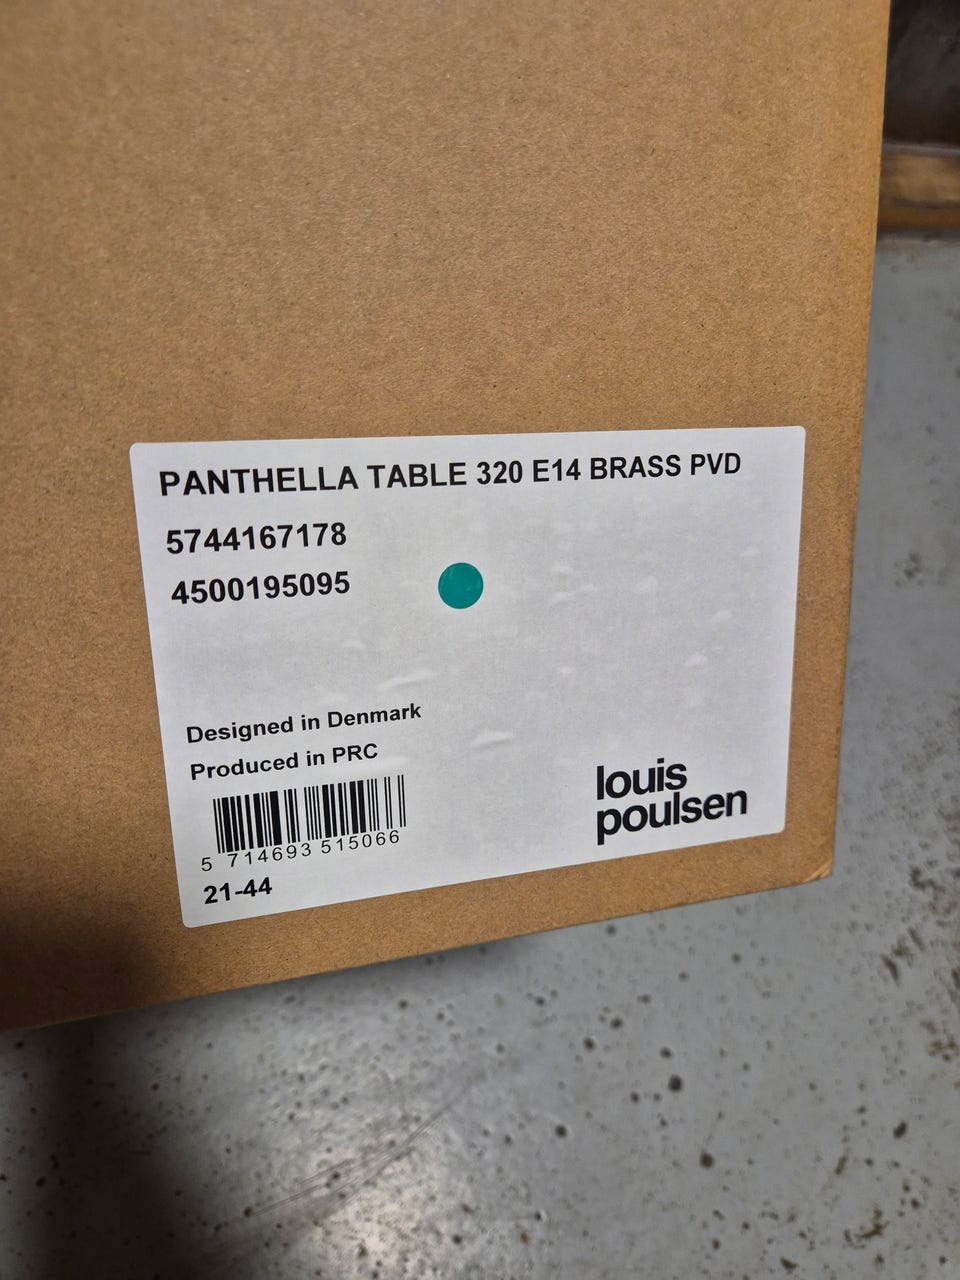 PANTHELLA TABLE 320 E14 BRASS PVD
5744167178
4500195095
Designed in Denmark
Produced in PRC
5 714693 515066
21-44
louis
poulsen